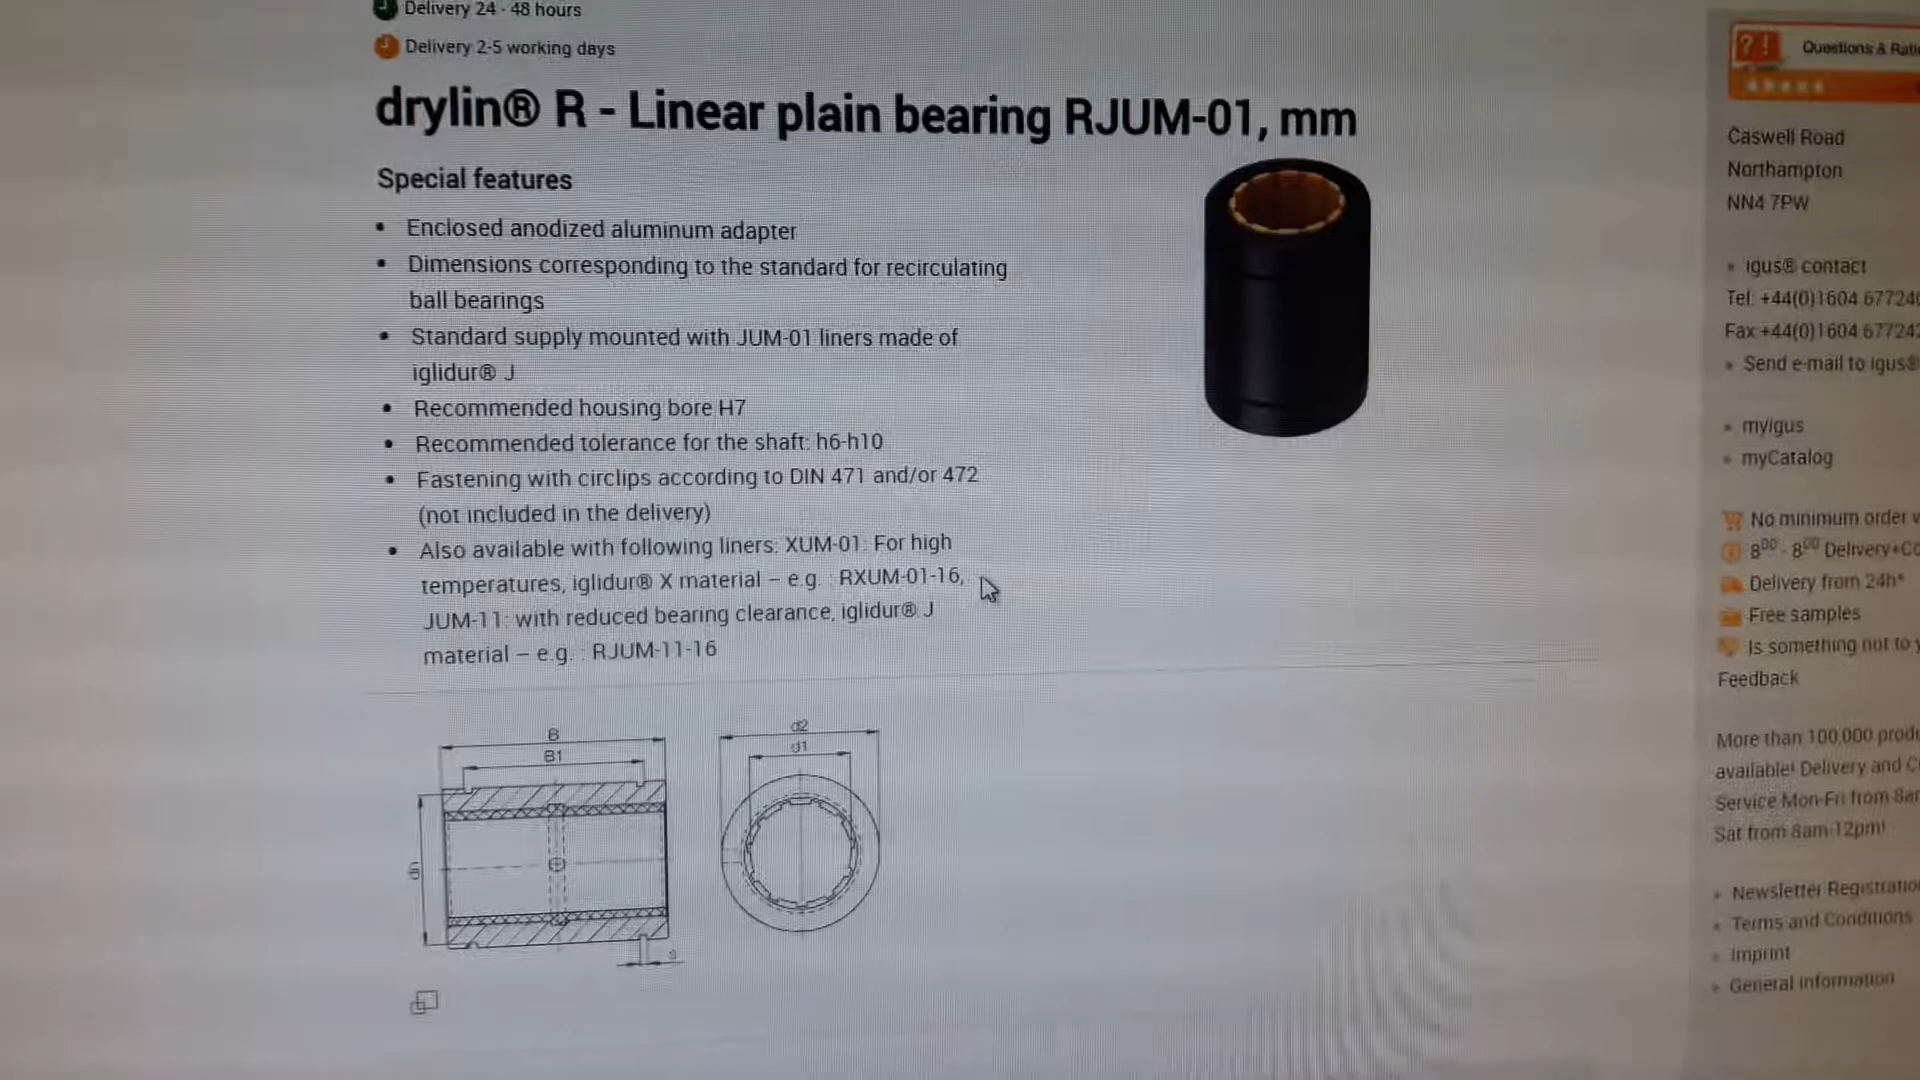 Delivery 24 - 48 hours
Delivery 2-5 working days
drylin® R - Linear plain bearing RJUM-01, mm
Special features
• Enclosed anodized aluminum adapter
• Dimensions corresponding to the standard for recirculating
ball bearings
• Standard supply mounted with JUM-01 liners made of
iglidur® J
• Recommended housing bore H7
• Recommended tolerance for the shaft: h6-h10
• Fastening with circlips according to DIN 471 and/or 472
(not included in the delivery)
• Also available with following liners: XUM-01: For high
temperatures, iglidur® X material – e.g. : RXUM-01-16,
JUM-11: with reduced bearing clearance, iglidur® J
material – e.g. : RJUM-11-16
B
B1
d2
d1
s
?!
Questions & Rati
Caswell Road
Northampton
NN4 7PW
» igus® contact
Tel: +44(0)1604 67724
Fax +44(0)1604 67724
» Send e-mail to igus®
» myigus
» myCatalog
No minimum order v
8⁰⁰ - 8⁰⁰ Delivery+Co
Delivery from 24h*
Free samples
Is something not to y
Feedback
More than 100,000 produ
available! Delivery and C
Service Mon-Fri from 8am
Sat from 8am-12pm!
» Newsletter Registration
» Terms and Conditions
» Imprint
» General information